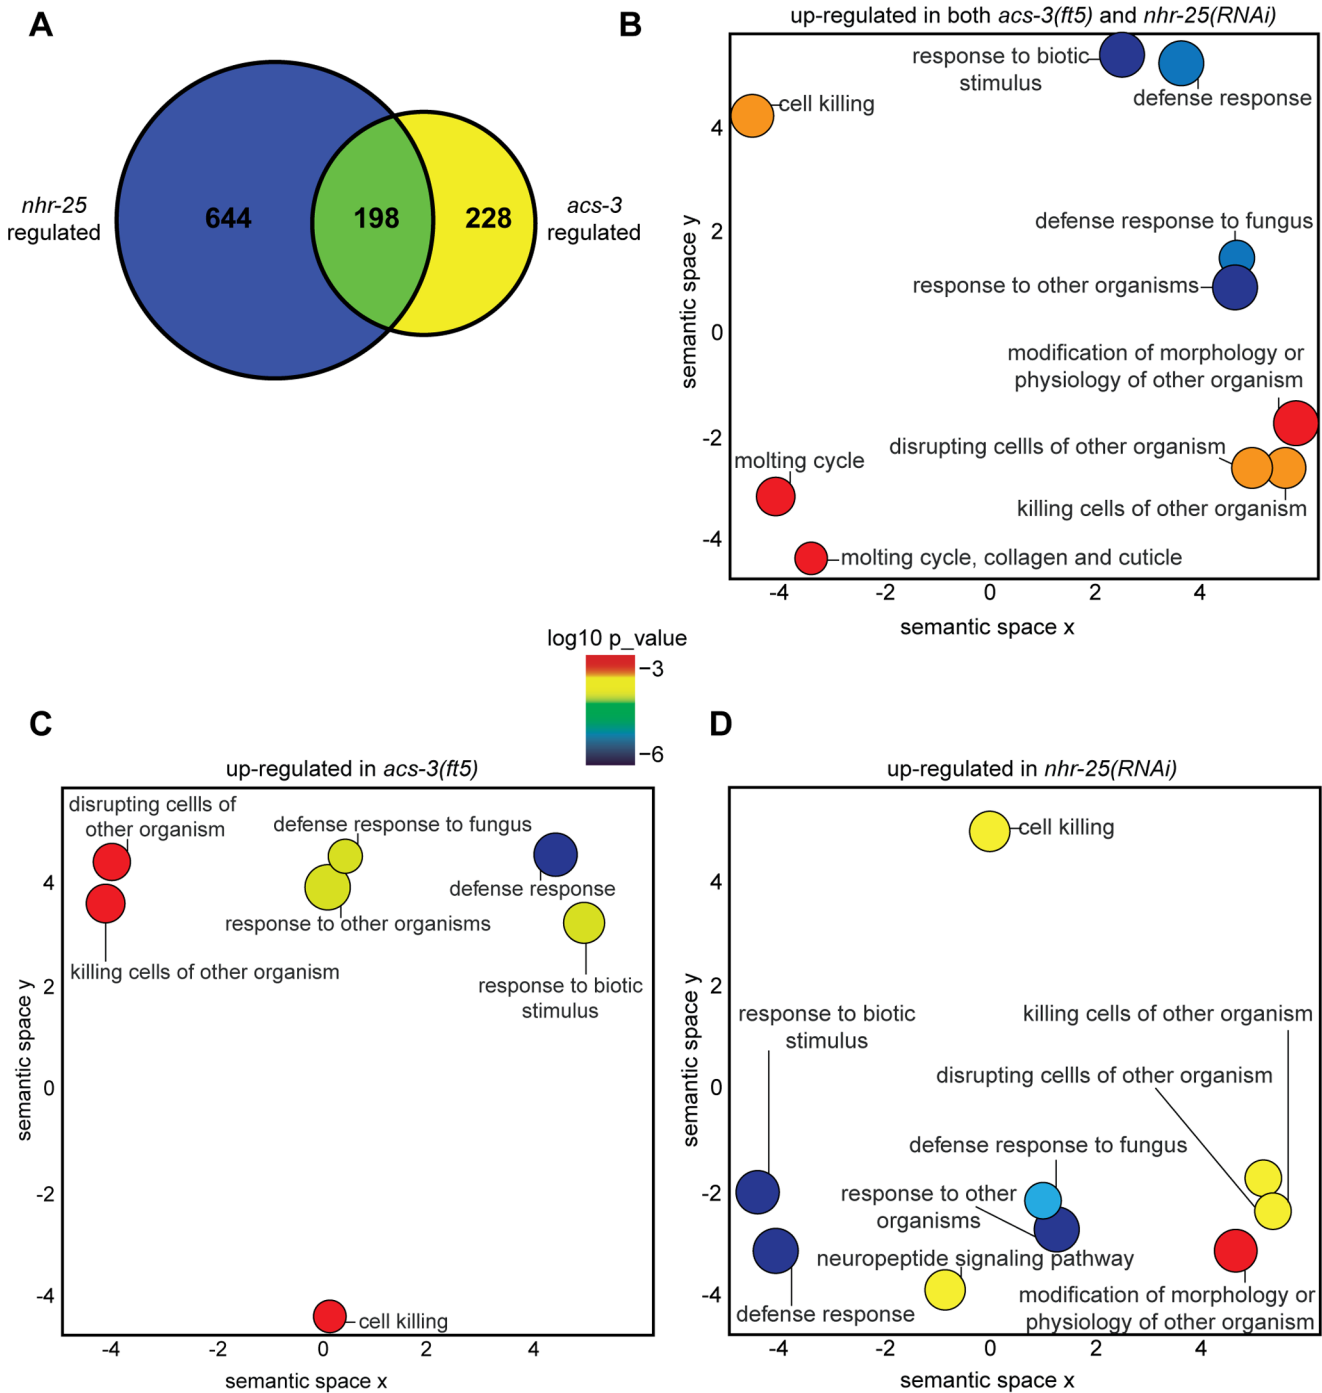 A
nhr-25
regulated
644
198
228
acs-3
regulated
B
up-regulated in both acs-3(ft5) and nhr-25(RNAi)
response to biotic
stimulus
defense response
cell killing
defense response to fungus
response to other organisms
modification of morphology or
physiology of other organism
disrupting cellls of other organism
killing cells of other organism
molting cycle
molting cycle, collagen and cuticle
4
2
0
-2
-4
semantic space y
-4
-2
0
2
4
semantic space x
log10 p_value
−3
−6
C
up-regulated in acs-3(ft5)
disrupting cellls of
other organism
defense response to fungus
defense response
response to other organisms
killing cells of other organism
response to biotic
stimulus
cell killing
4
2
0
-2
-4
semantic space y
-4
-2
0
2
4
semantic space x
D
up-regulated in nhr-25(RNAi)
cell killing
response to biotic
stimulus
killing cells of other organism
disrupting cellls of other organism
defense response to fungus
response to other
organisms
neuropeptide signaling pathway
defense response
modification of morphology or
physiology of other organism
4
2
0
-2
-4
semantic space y
-4
-2
0
2
4
semantic space x